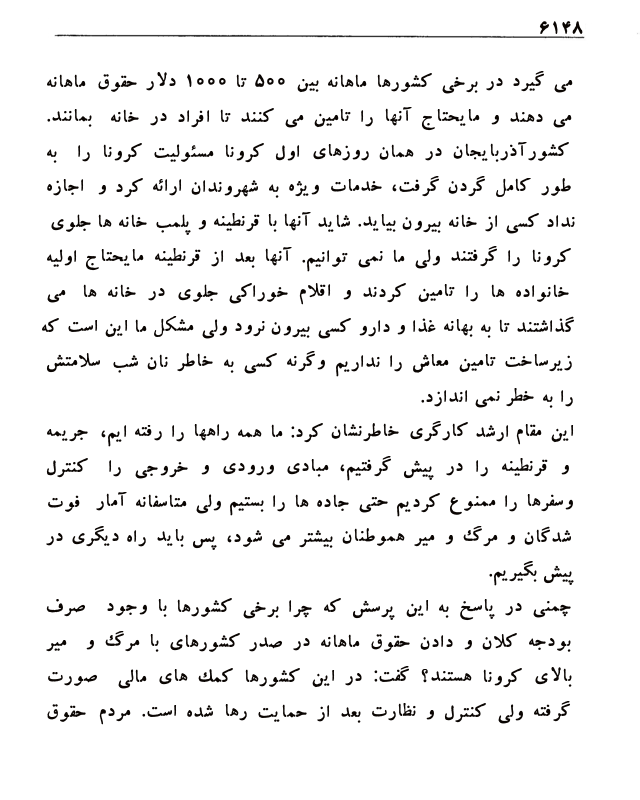 ۶۱۴۸
می گیرد در برخی کشورها ماهانه بین ۵۰۰ تا ۱۰۰۰ دلار حقوق ماهانه
می دهند و مایحتاج آنها را تامین می کنند تا افراد در خانه بمانند.
کشورآذربایجان در همان روزهای اول کرونا مسئولیت کرونا را به
طور کامل گردن گرفت، خدمات ویژه به شهروندان ارائه کرد و اجازه
نداد کسی از خانه بیرون بیاید. شاید آنها با قرنطینه و پلمب خانه ها جلوی
کرونا را گرفتند ولی ما نمی توانیم. آنها بعد از قرنطینه مایحتاج اولیه
خانواده ها را تامین کردند و اقلام خوراکی جلوی در خانه ها می
گذاشتند تا به بهانه غذا و دارو کسی بیرون نرود ولی مشکل ما این است که
زیرساخت تامین معاش را نداریم وگرنه کسی به خاطر نان شب سلامتش
را به خطر نمی اندازد.
این مقام ارشد کارگری خاطرنشان کرد: ما همه راهها را رفته ایم، جریمه
و قرنطینه را در پیش گرفتیم، مبادی ورودی و خروجی را کنترل
وسفرها را ممنوع کردیم حتی جاده ها را بستیم ولی متاسفانه آمار فوت
شدگان و مرگ و میر هموطنان بیشتر می شود، پس باید راه دیگری در
پیش بگیریم.
چمنی در پاسخ به این پرسش که چرا برخی کشورها با وجود صرف
بودجه کلان و دادن حقوق ماهانه در صدر کشورهای با مرگ و میر
بالای کرونا هستند؟ گفت: در این کشورها کمک های مالی صورت
گرفته ولی کنترل و نظارت بعد از حمایت رها شده است. مردم حقوق